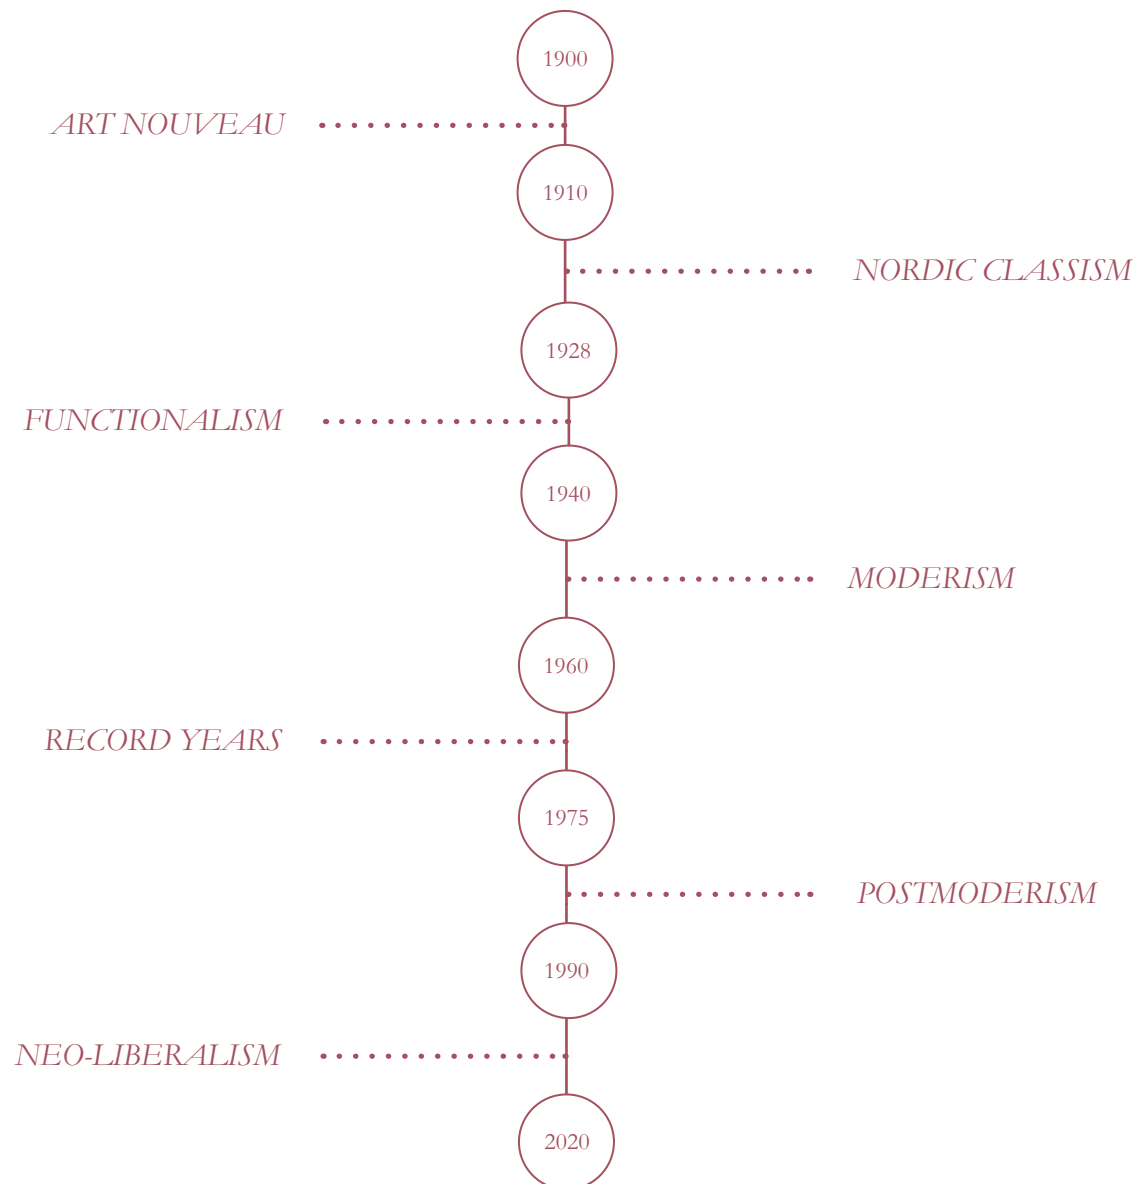 1900
ART NOUVEAU
1910
NORDIC CLASSISM
1928
FUNCTIONALISM
1940
MODERISM
1960
RECORD YEARS
1975
POSTMODERISM
1990
NEO-LIBERALISM
2020